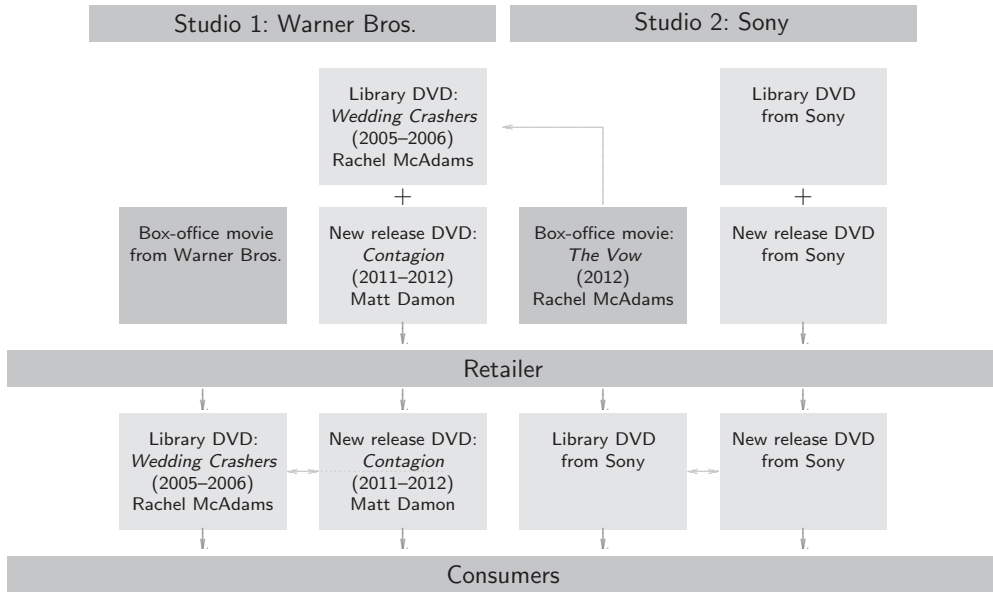 Studio 1: Warner Bros.
Studio 2: Sony
Library DVD:
Wedding Crashers
(2005–2006)
Rachel McAdams
Library DVD
from Sony
+
+
Box-office movie
from Warner Bros.
New release DVD:
Contagion
(2011–2012)
Matt Damon
Box-office movie:
The Vow
(2012)
Rachel McAdams
New release DVD
from Sony
Retailer
Library DVD:
Wedding Crashers
(2005–2006)
Rachel McAdams
New release DVD:
Contagion
(2011–2012)
Matt Damon
Library DVD
from Sony
New release DVD
from Sony
Consumers